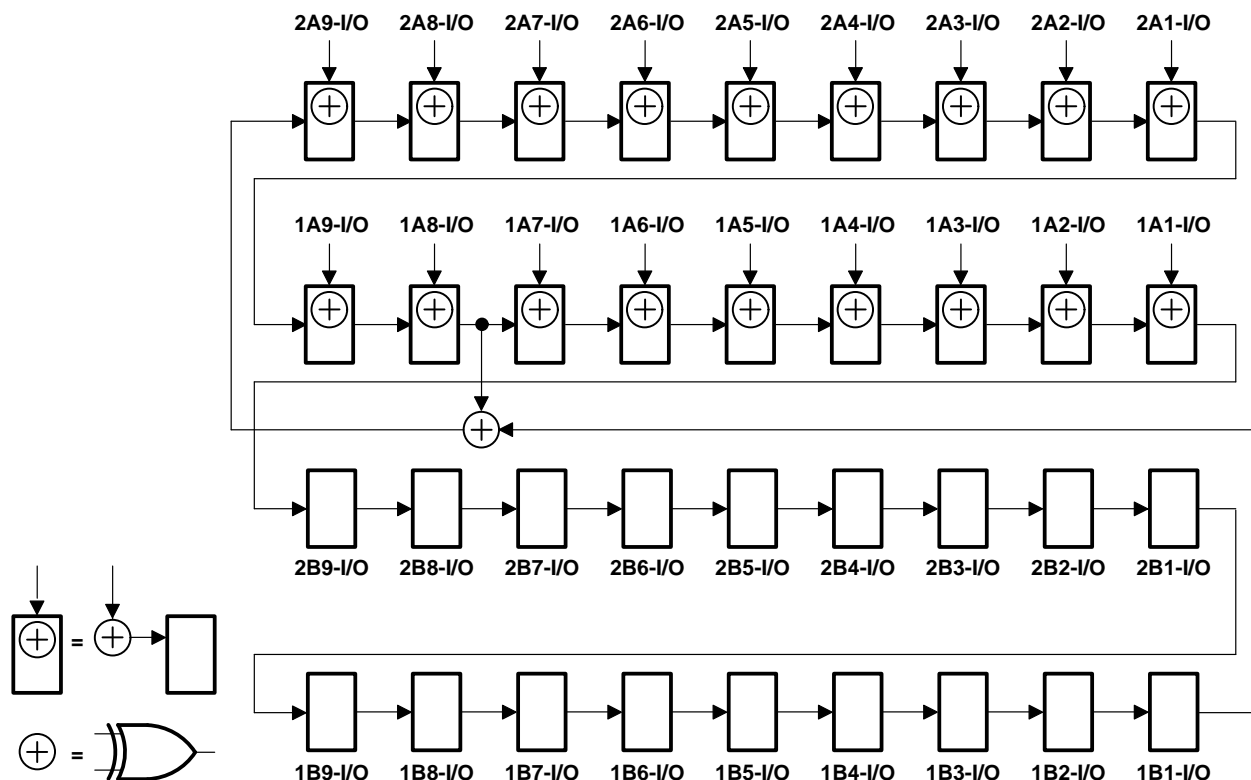 2A9-I/O 2A8-I/O 2A7-I/O 2A6-I/O 2A5-I/O 2A4-I/O 2A3-I/O 2A2-I/O 2A1-I/O
1A9-I/O 1A8-I/O 1A7-I/O 1A6-I/O 1A5-I/O 1A4-I/O 1A3-I/O 1A2-I/O 1A1-I/O
2B9-I/O 2B8-I/O 2B7-I/O 2B6-I/O 2B5-I/O 2B4-I/O 2B3-I/O 2B2-I/O 2B1-I/O
=
=
1B9-I/O 1B8-I/O 1B7-I/O 1B6-I/O 1B5-I/O 1B4-I/O 1B3-I/O 1B2-I/O 1B1-I/O